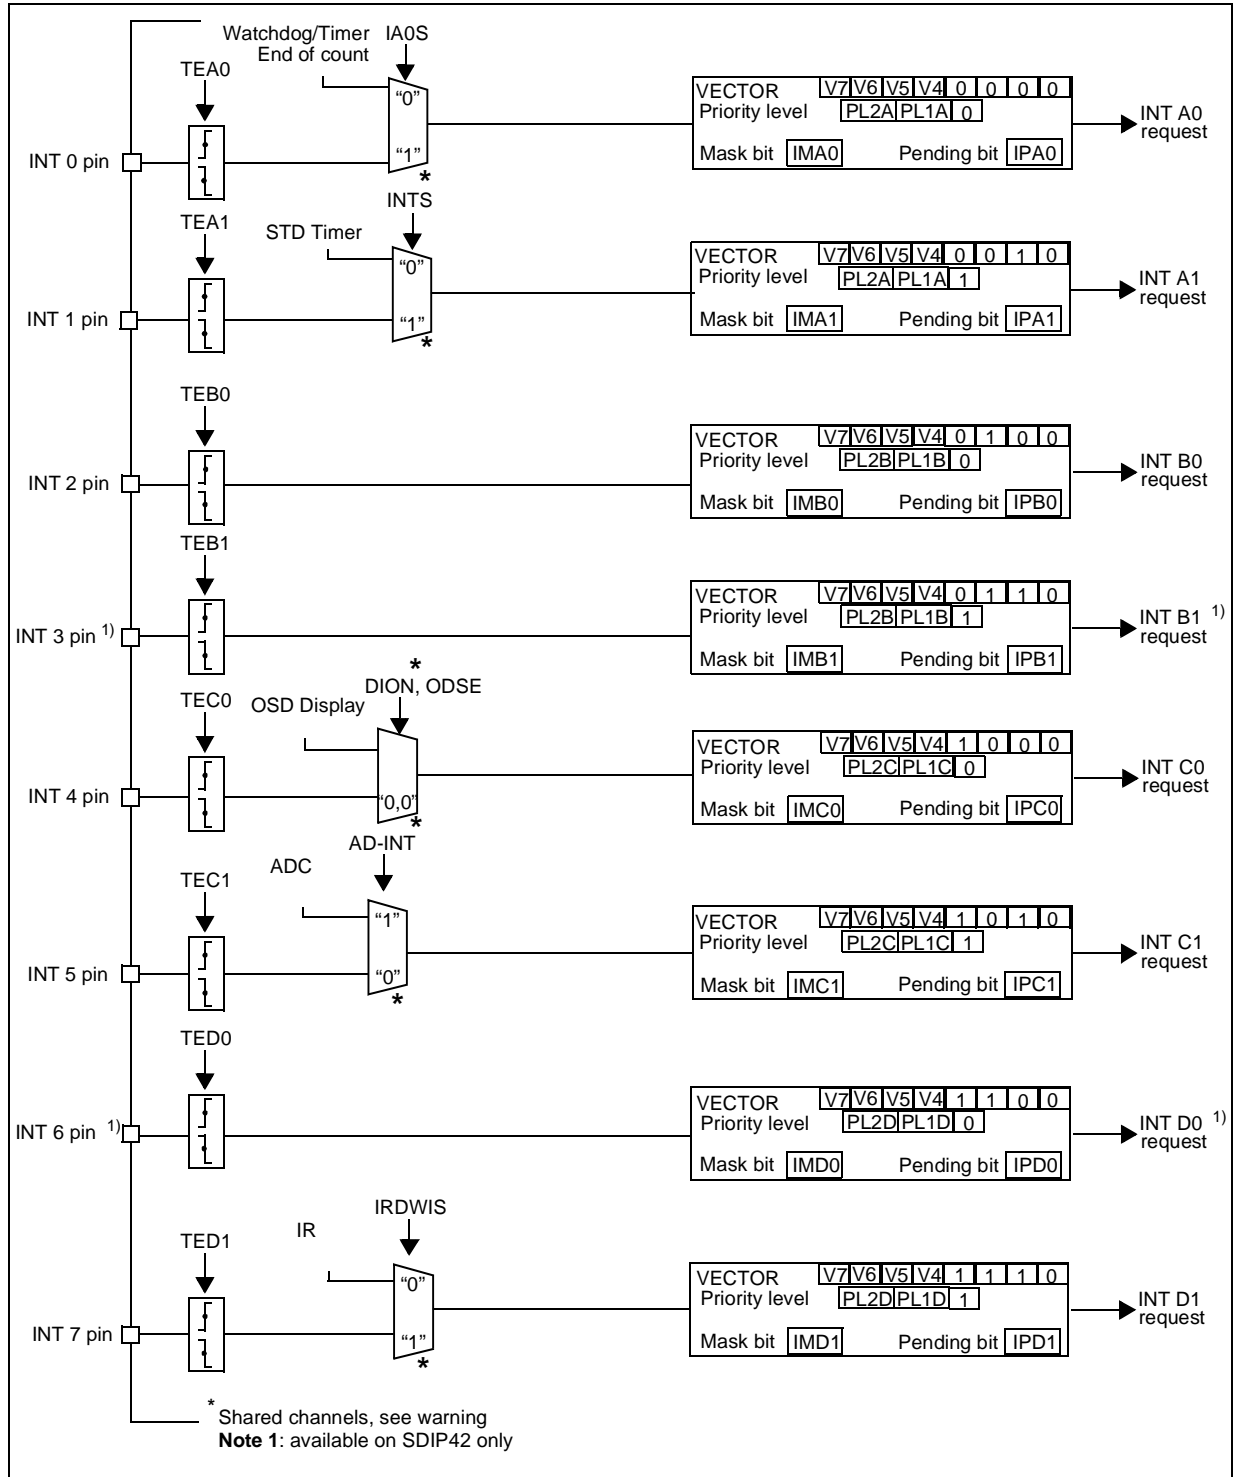 Watchdog/Timer IA0S
End of count
TEA0
"0"
"1"
*
INT 0 pin
VECTOR V7 V6 V5 V4 0 0 0 0
Priority level PL2A PL1A 0
Mask bit IMA0 Pending bit IPA0
INT A0
request
INTS
TEA1
STD Timer
"0"
"1"
*
INT 1 pin
VECTOR V7 V6 V5 V4 0 0 1 0
Priority level PL2A PL1A 1
Mask bit IMA1 Pending bit IPA1
INT A1
request
TEB0
INT 2 pin
VECTOR V7 V6 V5 V4 0 1 0 0
Priority level PL2B PL1B 0
Mask bit IMB0 Pending bit IPB0
INT B0
request
TEB1
INT 3 pin 1)
VECTOR V7 V6 V5 V4 0 1 1 0
Priority level PL2B PL1B 1
Mask bit IMB1 Pending bit IPB1
INT B1 1)
request
*
DION, ODSE
TEC0
OSD Display
"0,0"
*
INT 4 pin
VECTOR V7 V6 V5 V4 1 0 0 0
Priority level PL2C PL1C 0
Mask bit IMC0 Pending bit IPC0
INT C0
request
AD-INT
ADC
TEC1
"1"
"0"
*
INT 5 pin
VECTOR V7 V6 V5 V4 1 0 1 0
Priority level PL2C PL1C 1
Mask bit IMC1 Pending bit IPC1
INT C1
request
TED0
INT 6 pin 1)
VECTOR V7 V6 V5 V4 1 1 0 0
Priority level PL2D PL1D 0
Mask bit IMD0 Pending bit IPD0
INT D0 1)
request
IRDWIS
IR
TED1
"0"
"1"
*
INT 7 pin
VECTOR V7 V6 V5 V4 1 1 1 0
Priority level PL2D PL1D 1
Mask bit IMD1 Pending bit IPD1
INT D1
request
* Shared channels, see warning
Note 1: available on SDIP42 only